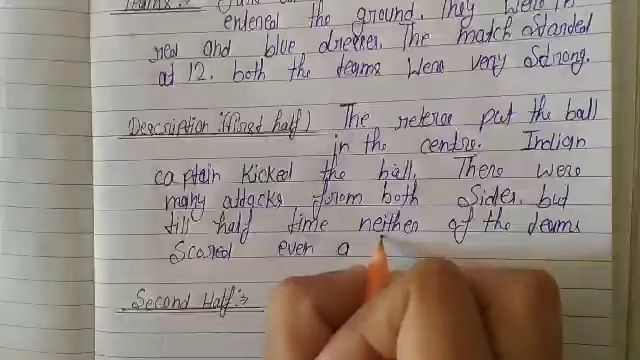 Teams:-
entered the ground. They were in
red and blue dresses. The match standed
at 12. both the teams were very strong.
Description:-(first half) The referee put the ball
in the centre. Indian
captain kicked the ball. There were
many attacks from both sides. but
till half time neither of the teams
scored even a
Second Half:-